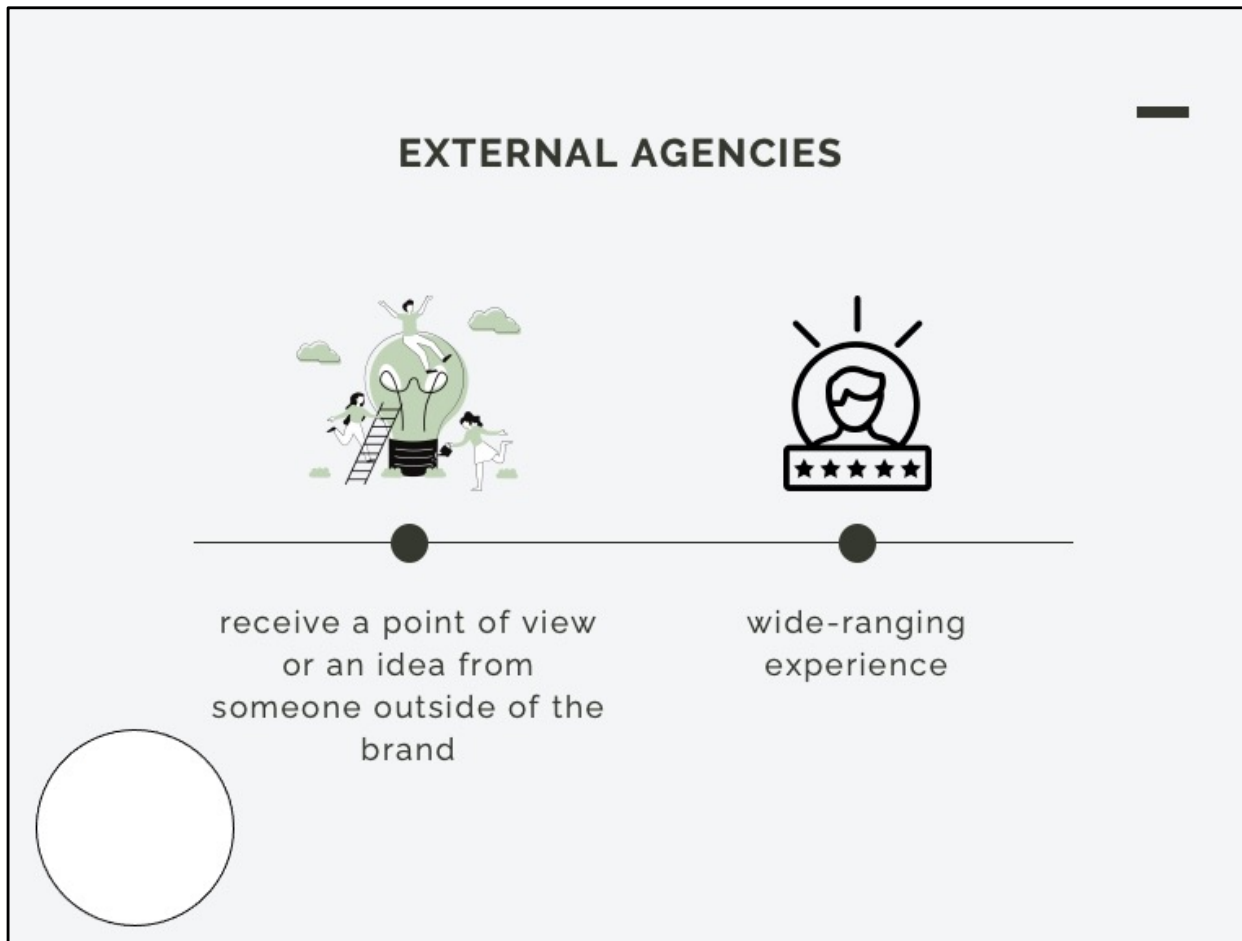 EXTERNAL AGENCIES
receive a point of view
or an idea from
someone outside of the
brand
wide-ranging
experience